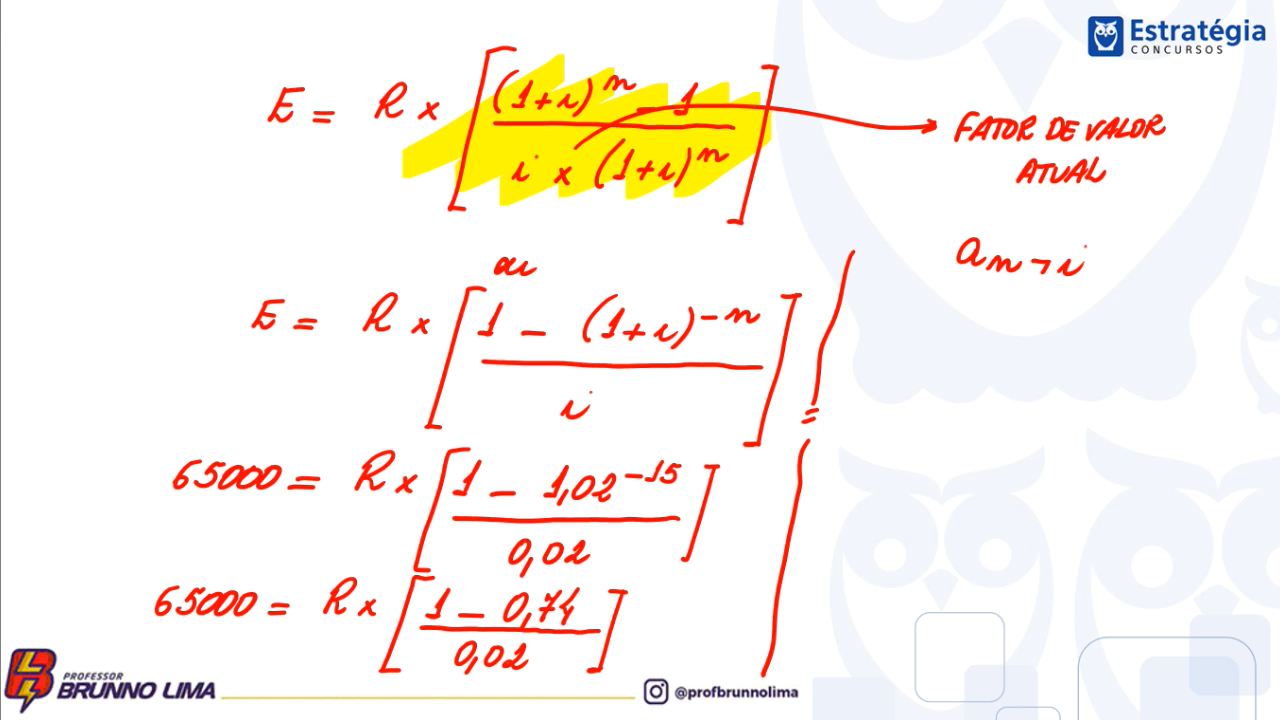 Estratégia
CONCURSOS
E = R x [ (1+i)^n - 1 / i x (1+i)^n ]
FATOR DE VALOR
ATUAL
a n ¬ i
ou
E = R x [ 1 - (1+i)^-n / i ] =
65000 = R x [ 1 - 1,02^-15 / 0,02 ]
65000 = R x [ 1 - 0,74 / 0,02 ]
PROFESSOR
BRUNNO LIMA
@profbrunnolima